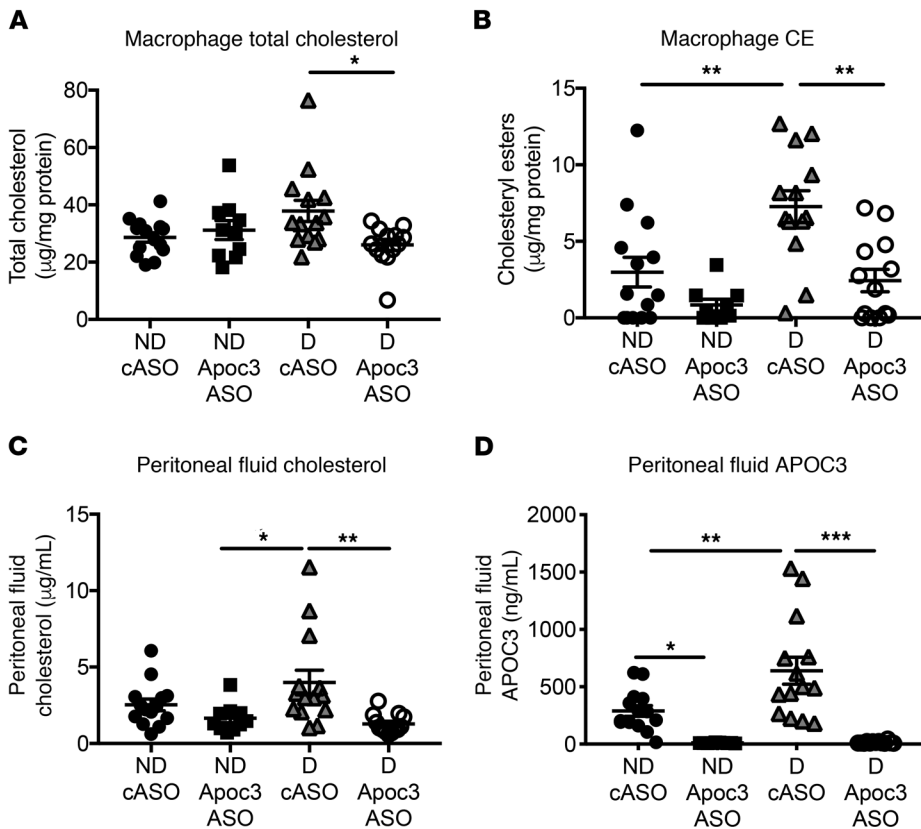 A
Macrophage total cholesterol
*
Total cholesterol
(µg/mg protein)
80
60
40
20
0
ND
cASO
ND
Apoc3
ASO
D
cASO
D
Apoc3
ASO
B
Macrophage CE
** **
Cholesteryl esters
(µg/mg protein)
15
10
5
0
ND
cASO
ND
Apoc3
ASO
D
cASO
D
Apoc3
ASO
C
Peritoneal fluid cholesterol
* **
Peritoneal fluid
cholesterol (µg/mL)
15
10
5
0
ND
cASO
ND
Apoc3
ASO
D
cASO
D
Apoc3
ASO
D
Peritoneal fluid APOC3
** ***
*
Peritoneal fluid
APOC3 (ng/mL)
2000
1500
1000
500
0
ND
cASO
ND
Apoc3
ASO
D
cASO
D
Apoc3
ASO